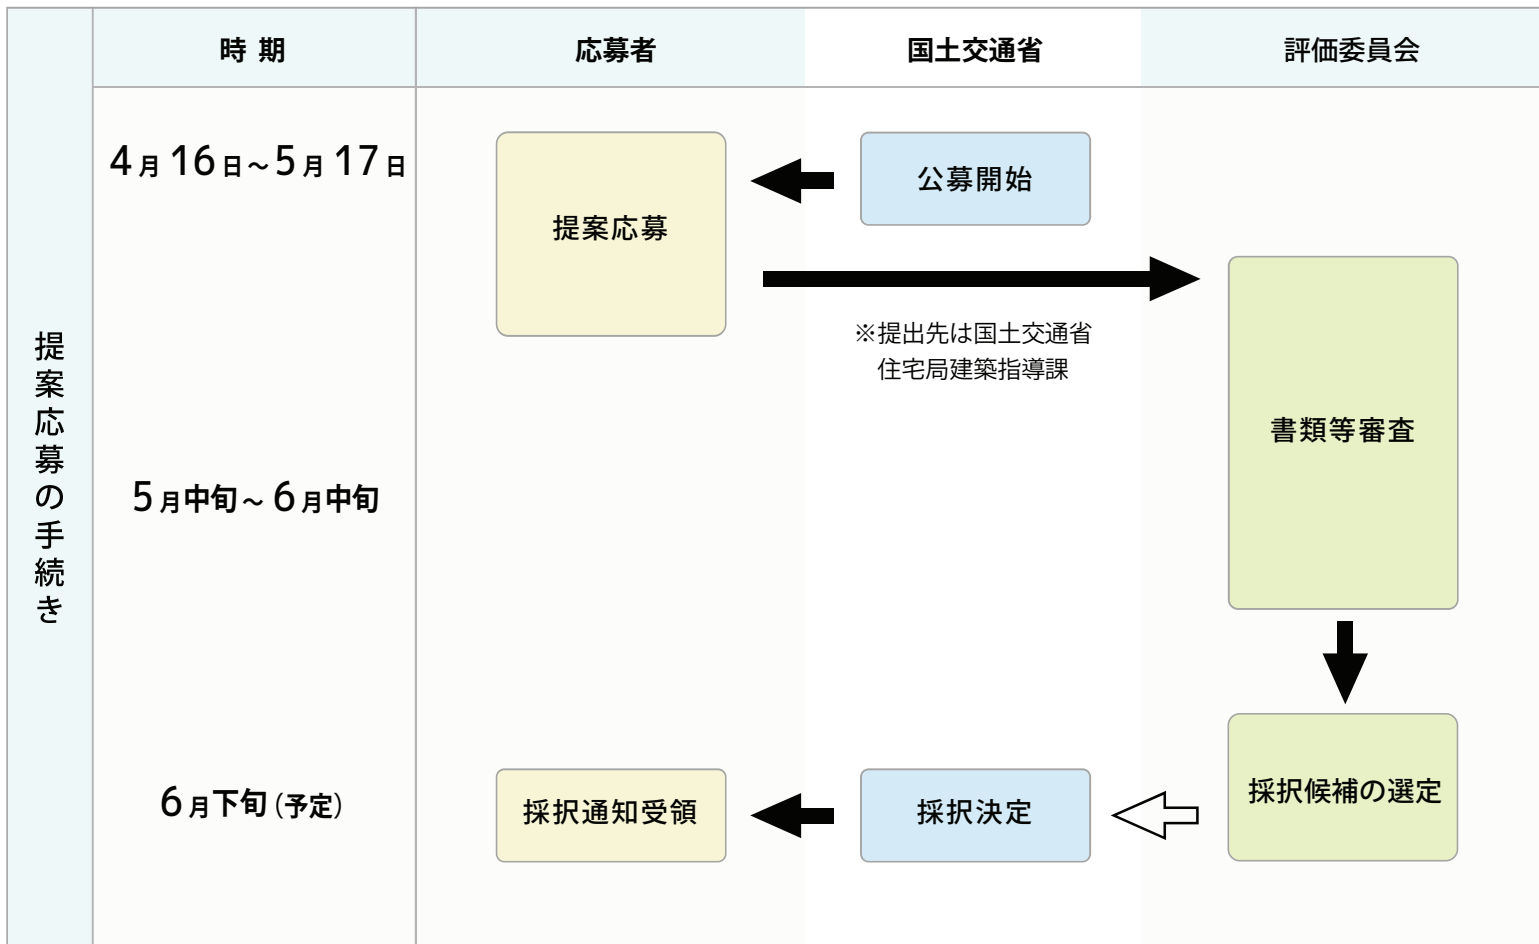 時 期
応募者
国土交通省
評価委員会
提案応募の手続き
4月16日～5月17日
提案応募
公募開始
※提出先は国土交通省
住宅局建築指導課
書類等審査
5月中旬～6月中旬
6月下旬（予定）
採択通知受領
採択決定
採択候補の選定